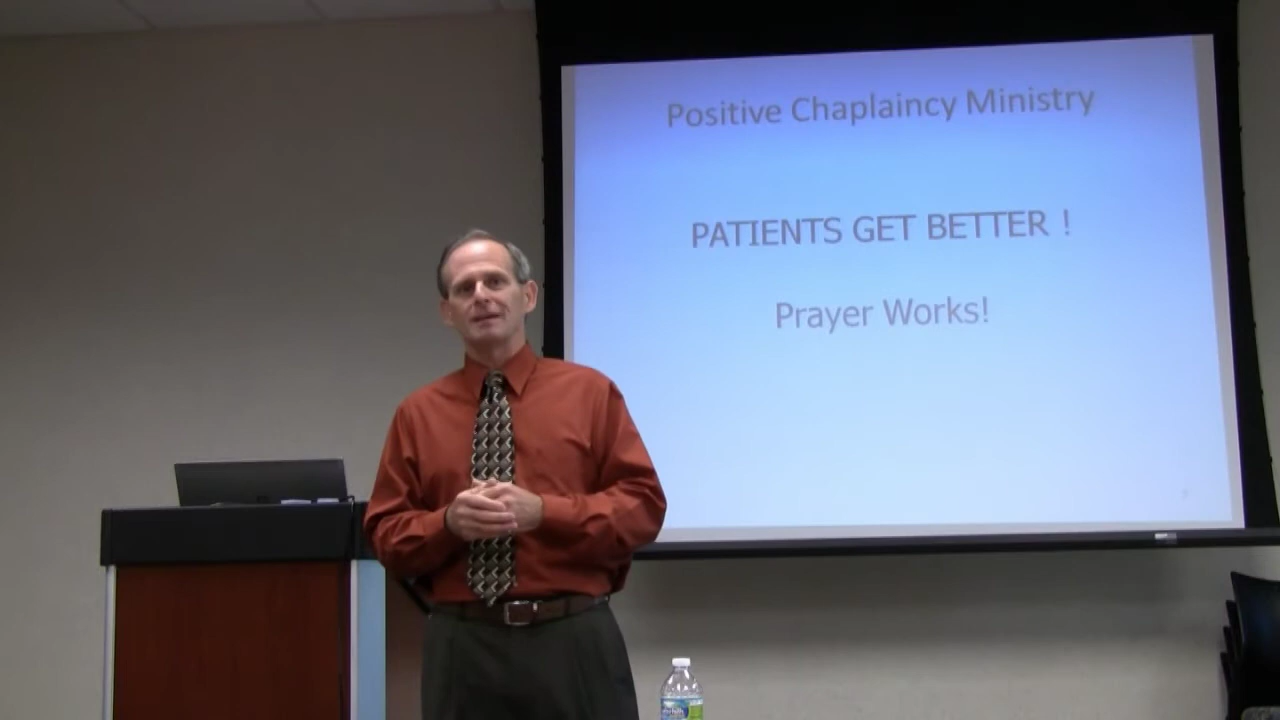 Positive Chaplaincy Ministry
PATIENTS GET BETTER !
Prayer Works!